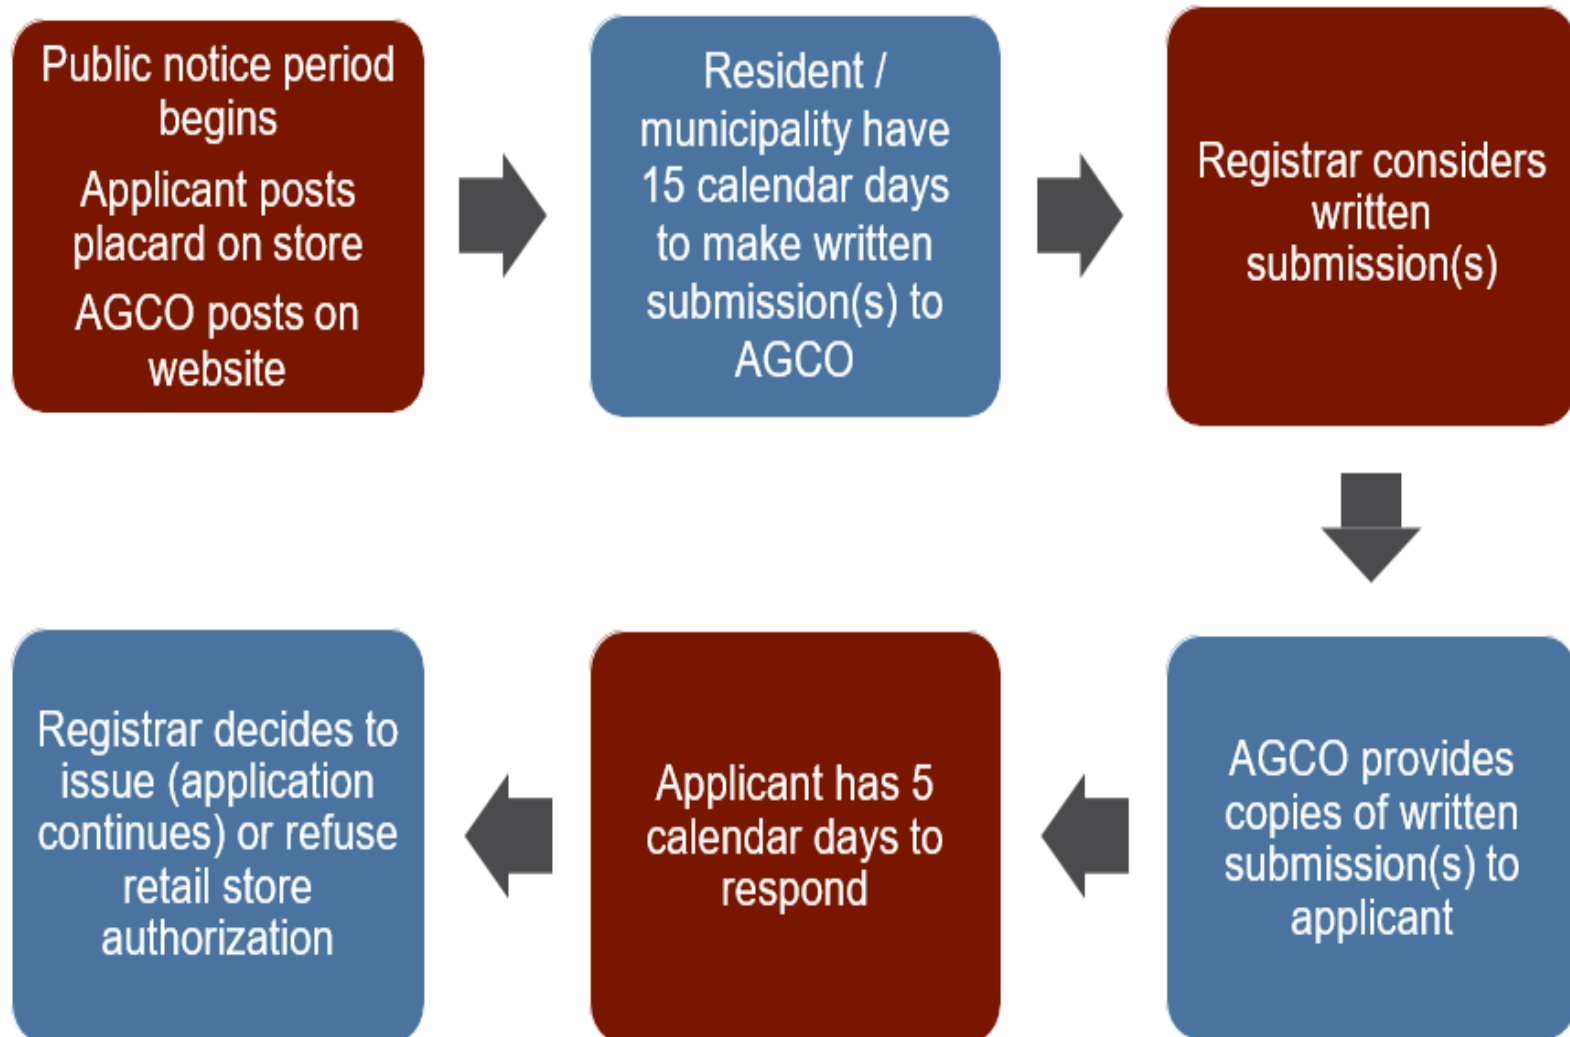 Public notice period
begins
Applicant posts
placard on store
AGCO posts on
website
Resident /
municipality have
15 calendar days
to make written
submission(s) to
AGCO
Registrar considers
written
submission(s)
AGCO provides
copies of written
submission(s) to
applicant
Applicant has 5
calendar days to
respond
Registrar decides to
issue (application
continues) or refuse
retail store
authorization